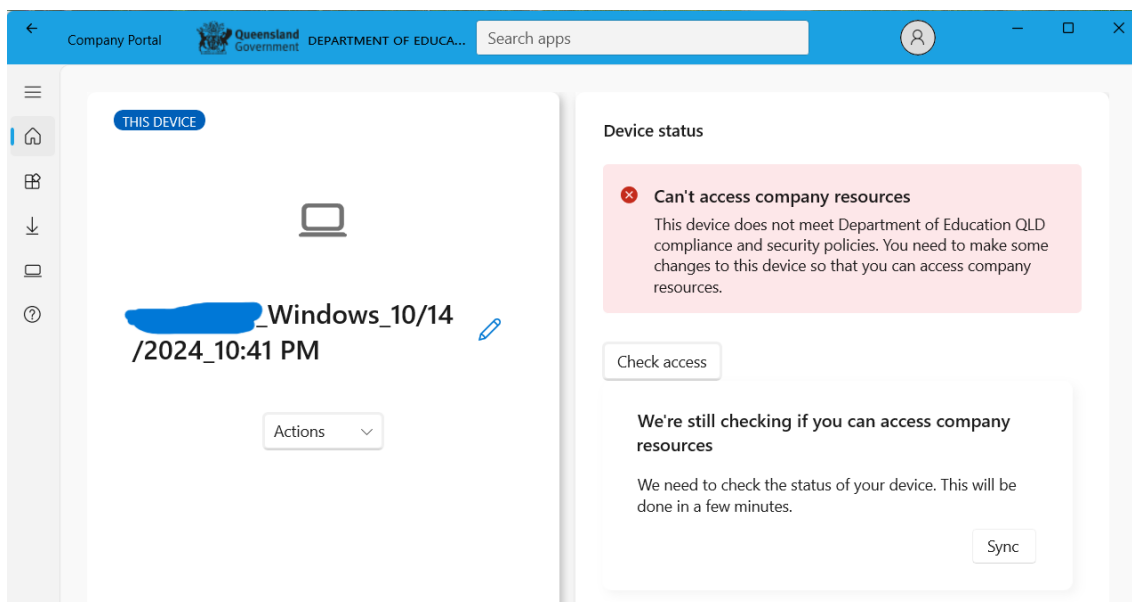 Company Portal
Queensland
Government
DEPARTMENT OF EDUCA...
Search apps
THIS DEVICE
_Windows_10/14
/2024_10:41 PM
Actions
Device status
Can't access company resources
This device does not meet Department of Education QLD
compliance and security policies. You need to make some
changes to this device so that you can access company
resources.
Check access
We're still checking if you can access company
resources
We need to check the status of your device. This will be
done in a few minutes.
Sync